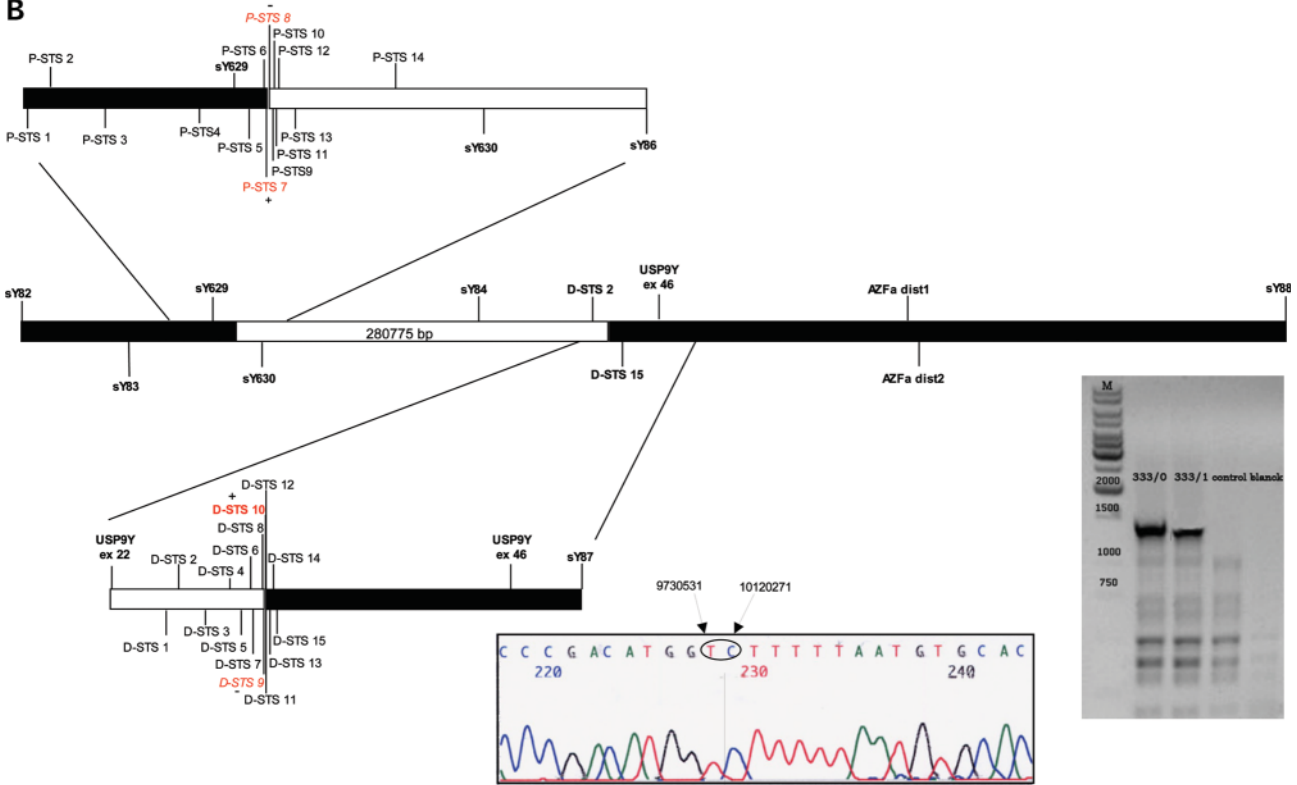 B
-
P-STS 8
P-STS 10
P-STS 6
P-STS 12
P-STS 2
sY629
P-STS 14
P-STS 1
P-STS 3
P-STS4
P-STS 5
P-STS 13
P-STS 11
P-STS9
P-STS 7
+
sY630
sY86
sY82
sY629
sY84
D-STS 2
USP9Y
ex 46
AZFa dist1
sY88
280775 bp
sY83
sY630
D-STS 15
AZFa dist2
D-STS 12
+
D-STS 10
D-STS 8
USP9Y
ex 22
D-STS 2
D-STS 6
D-STS 4
D-STS 14
USP9Y
ex 46
sY87
D-STS 1
D-STS 3
D-STS 5
D-STS 7
D-STS 9
-
D-STS 11
D-STS 15
D-STS 13
9730531 10120271
C C C G A C A T G G T C T T T T T A A T G T G C A C
220 230 240
M
333/0 333/1 control blanck
2000
1500
1000
750